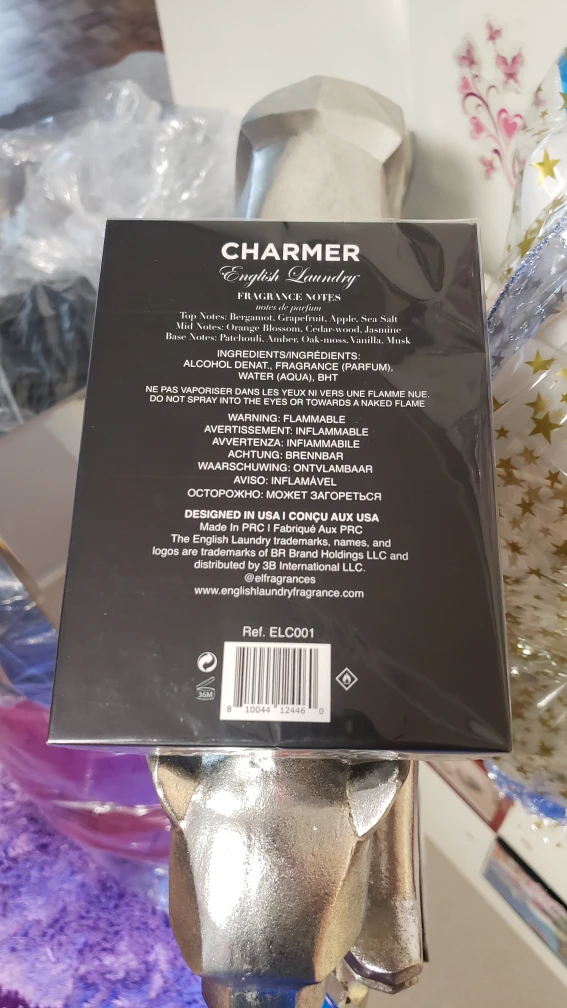 CHARMER
English Laundry
FRAGRANCE NOTES
notes de parfum
Top Notes: Bergamot, Grapefruit, Apple, Sea Salt
Mid Notes: Orange Blossom, Cedar-wood, Jasmine
Base Notes: Patchouli, Amber, Oak-moss, Vanilla, Musk
INGREDIENTS/INGRÉDIENTS:
ALCOHOL DENAT., FRAGRANCE (PARFUM),
WATER (AQUA), BHT
NE PAS VAPORISER DANS LES YEUX NI VERS UNE FLAMME NUE.
DO NOT SPRAY INTO THE EYES OR TOWARDS A NAKED FLAME
WARNING: FLAMMABLE
AVERTISSEMENT: INFLAMMABLE
AVVERTENZA: INFIAMMABILE
ACHTUNG: BRENNBAR
WAARSCHUWING: ONTVLAMBAAR
AVISO: INFLAMÁVEL
ОСТОРОЖНО: МОЖЕТ ЗАГОРЕТЬСЯ
DESIGNED IN USA I CONÇU AUX USA
Made In PRC I Fabriqué Aux PRC
The English Laundry trademarks, names, and
logos are trademarks of BR Brand Holdings LLC and
distributed by 3B International LLC.
@elfragrances
www.englishlaundryfragrance.com
Ref. ELC001
36M
8 10044 12446 0